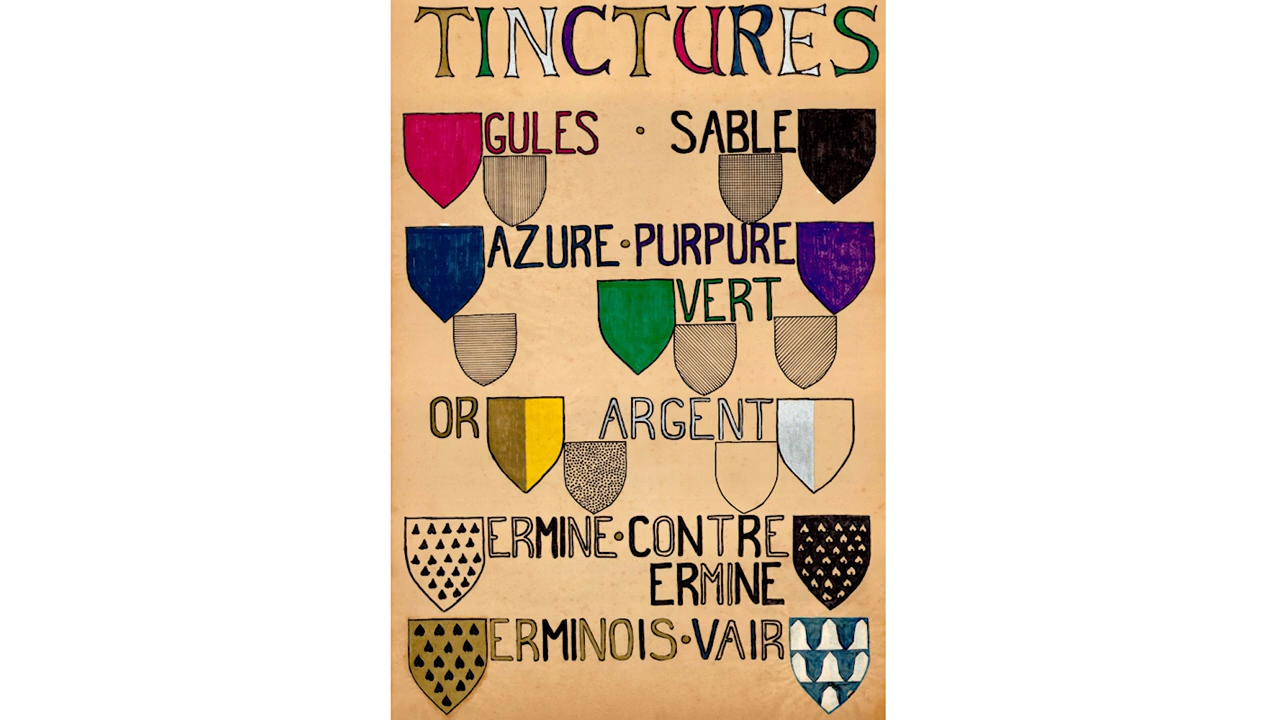 TINCTURES
GULES · SABLE
AZURE · PURPURE
VERT
OR ARGENT
ERMINE · CONTRE
ERMINE
ERMINOIS · VAIR